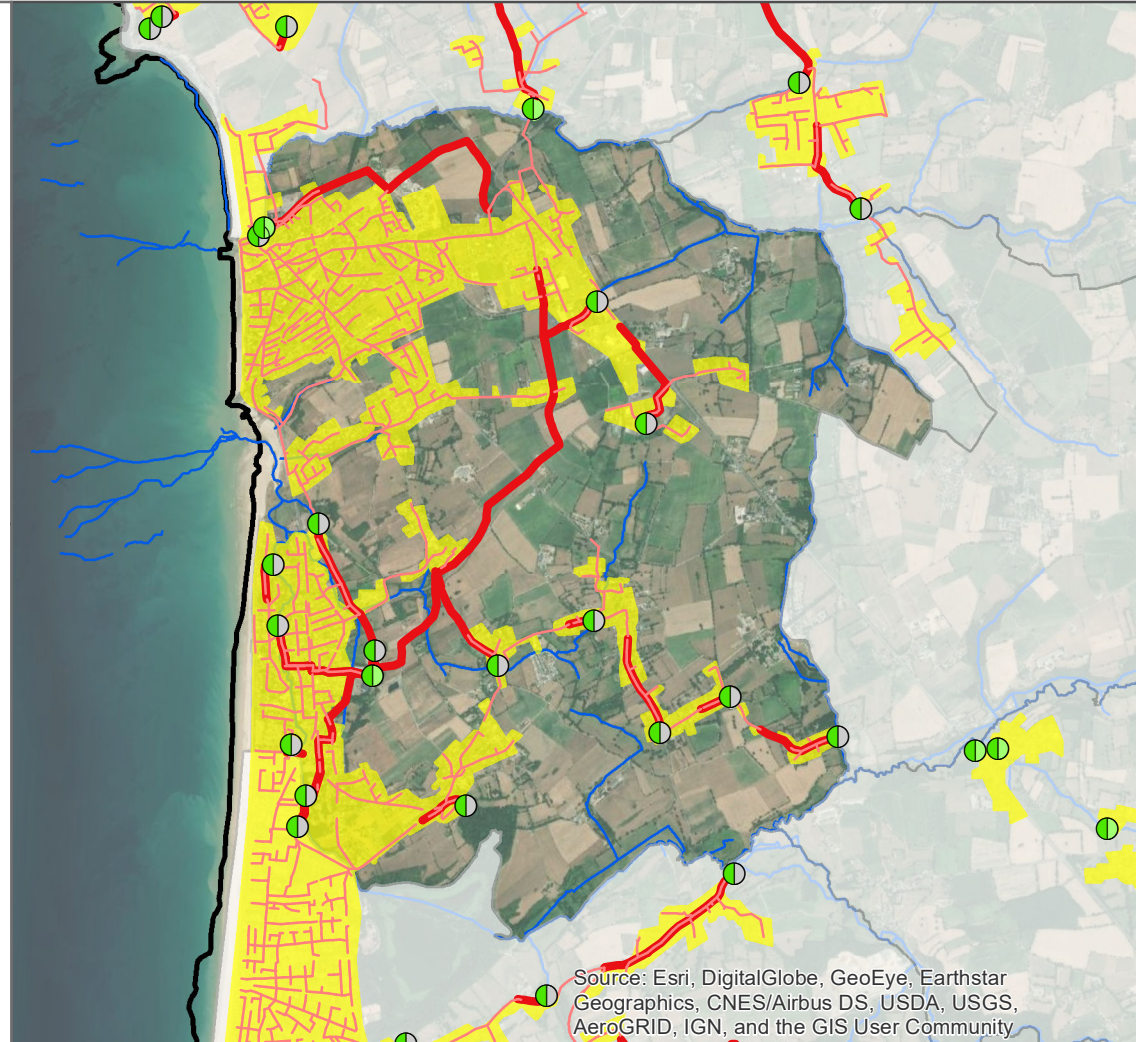 Source: Esri, DigitalGlobe, GeoEye, Earthstar
Geographics, CNES/Airbus DS, USDA, USGS,
AeroGRID, IGN, and the GIS User Community